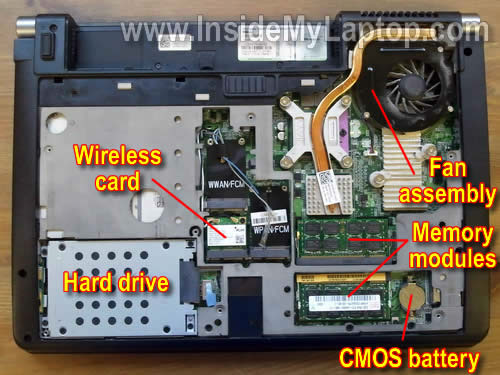 www.InsideMyLaptop.com
Wireless
card
WWAN/FCM
WPAN/FCM
Fan
assembly
Memory
modules
Hard drive
CMOS battery